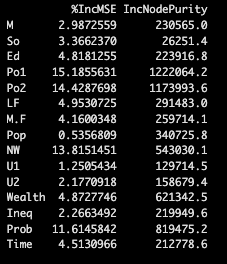 %IncMSE IncNodePurity
M 2.9872559 230565.0
So 3.3662370 26251.4
Ed 4.8181255 223916.8
Po1 15.1855631 1222064.2
Po2 14.4287698 1173993.6
LF 4.9530725 291483.0
M.F 4.1600348 259714.1
Pop 0.5356809 340725.8
NW 13.8151451 543030.1
U1 1.2505434 129714.5
U2 2.1770918 158679.4
Wealth 4.8727746 621342.5
Ineq 2.2663492 219949.6
Prob 11.6145842 819475.2
Time 4.5130966 212778.6